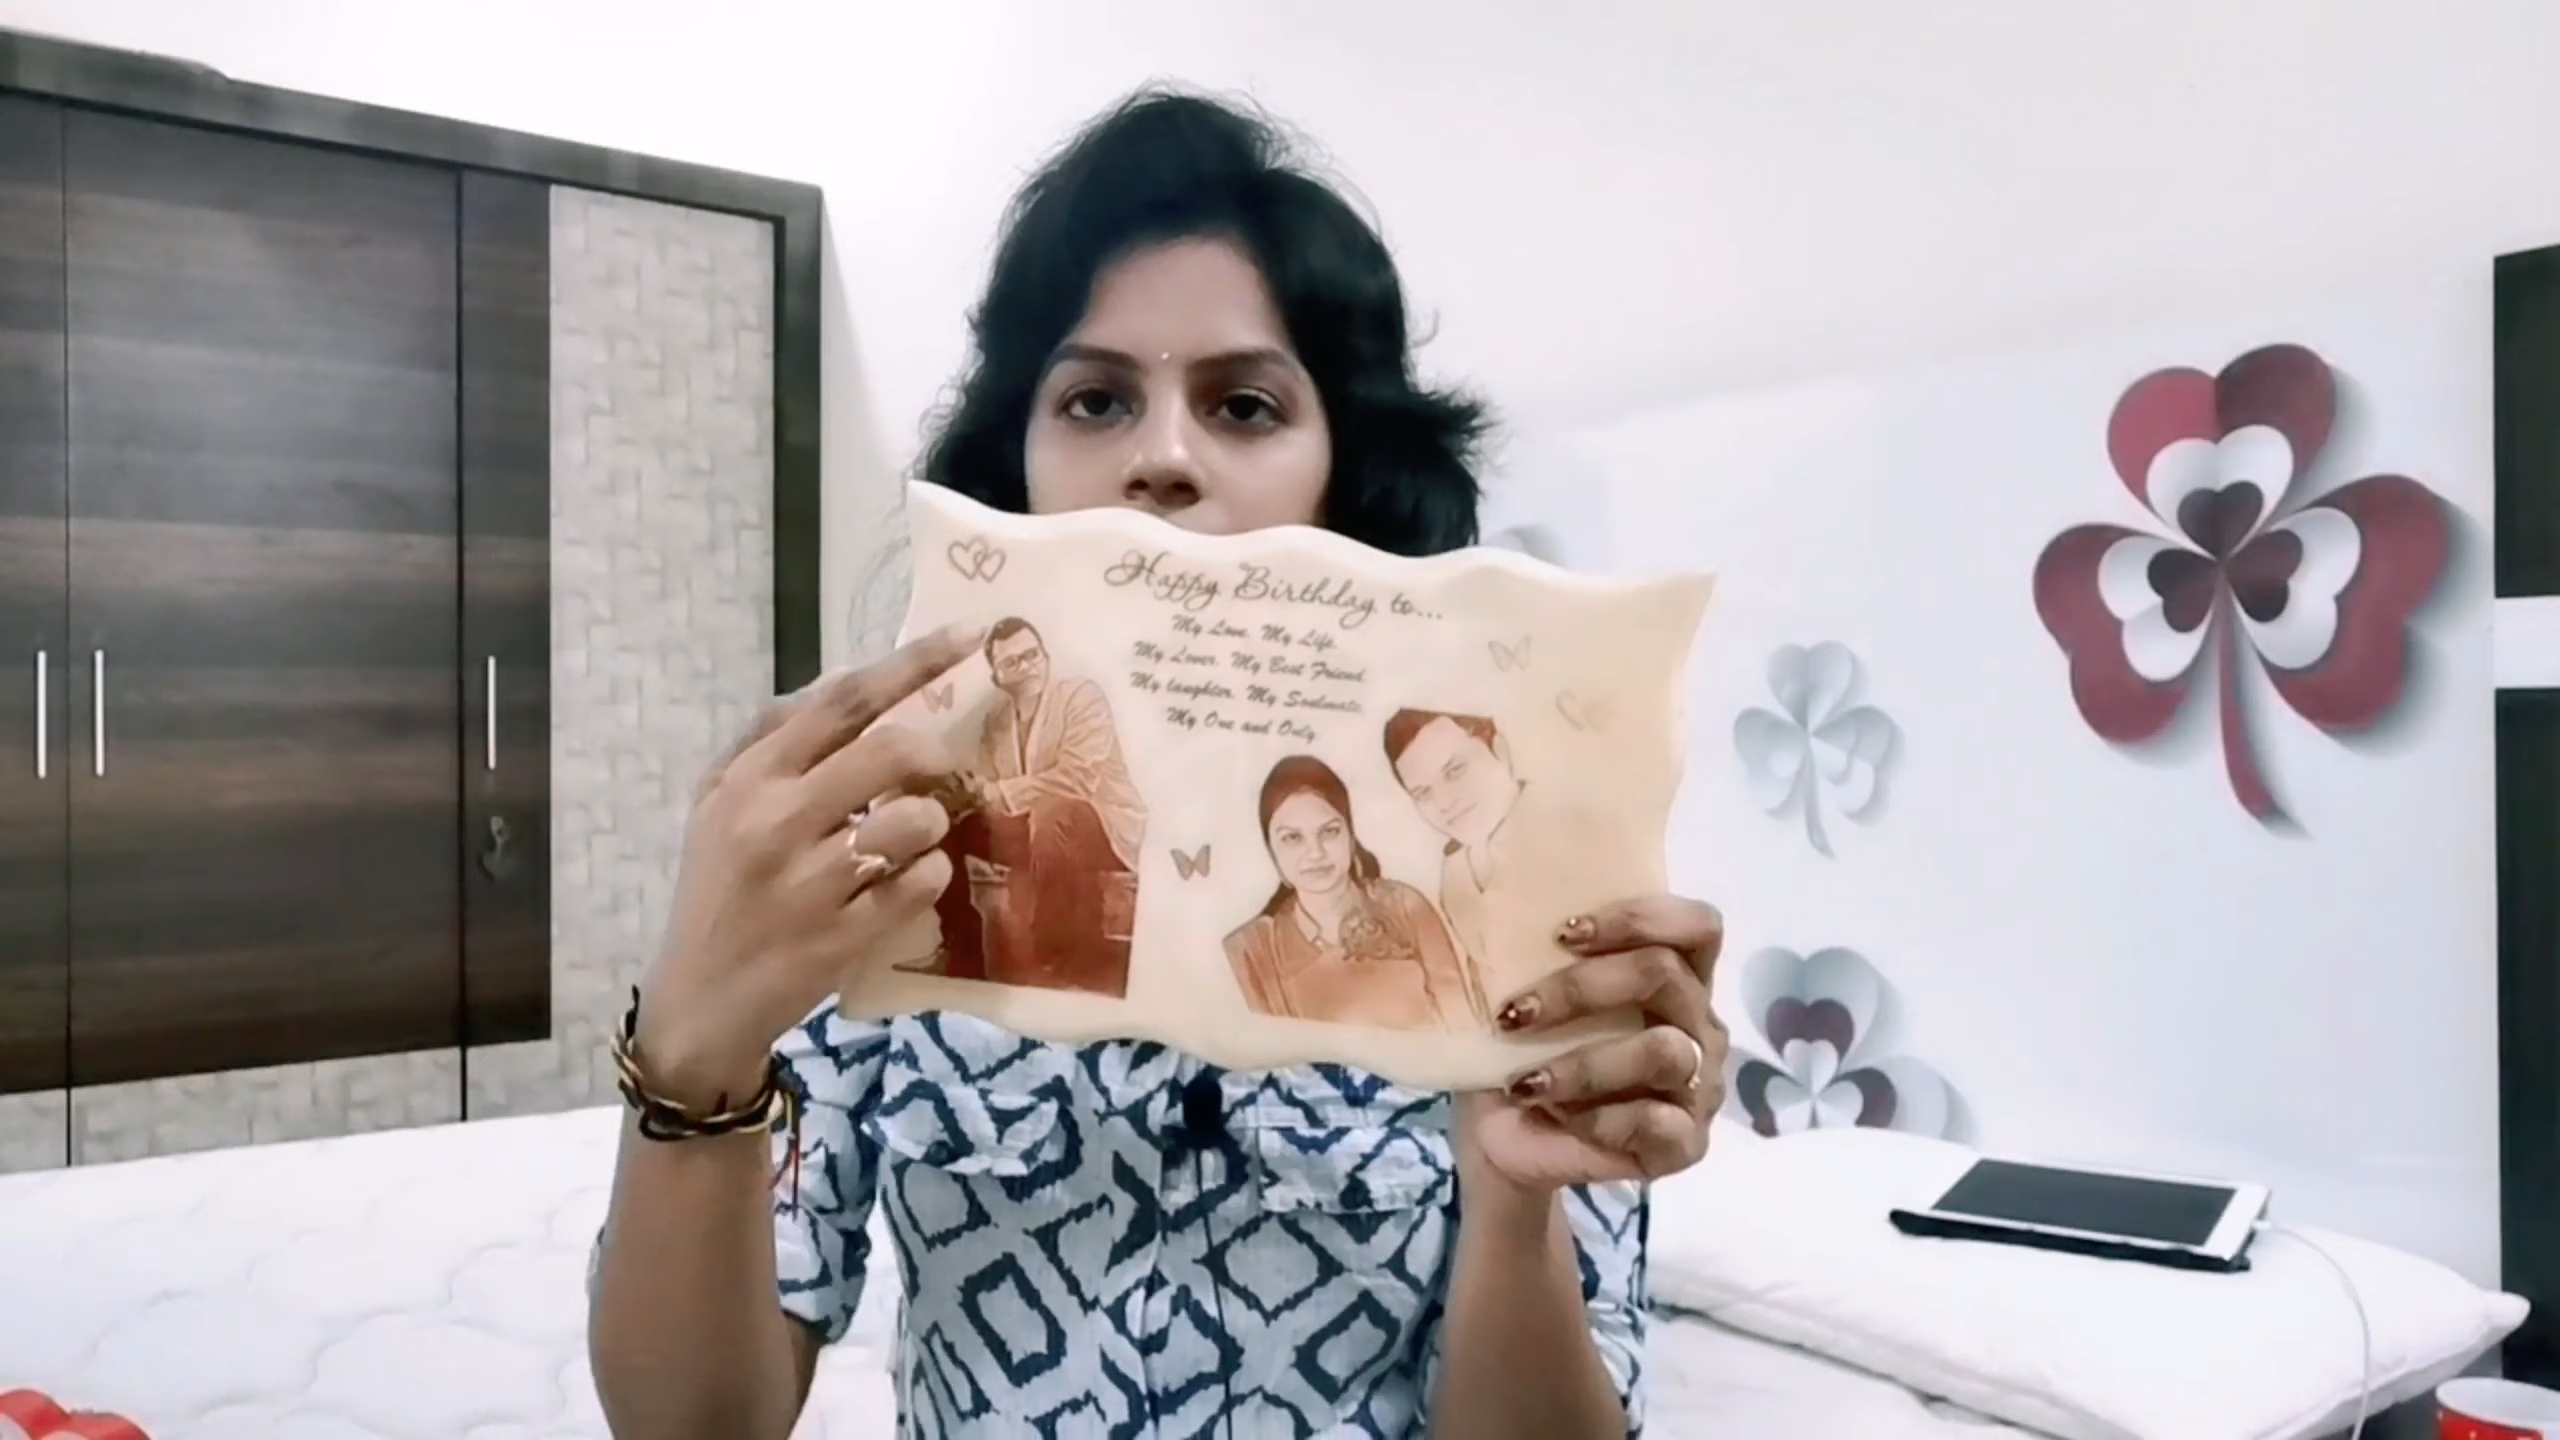 Happy Birthday to...
My Love, My Life,
My Lover, My Best Friend,
My laughter, My Soulmate,
My One and Only